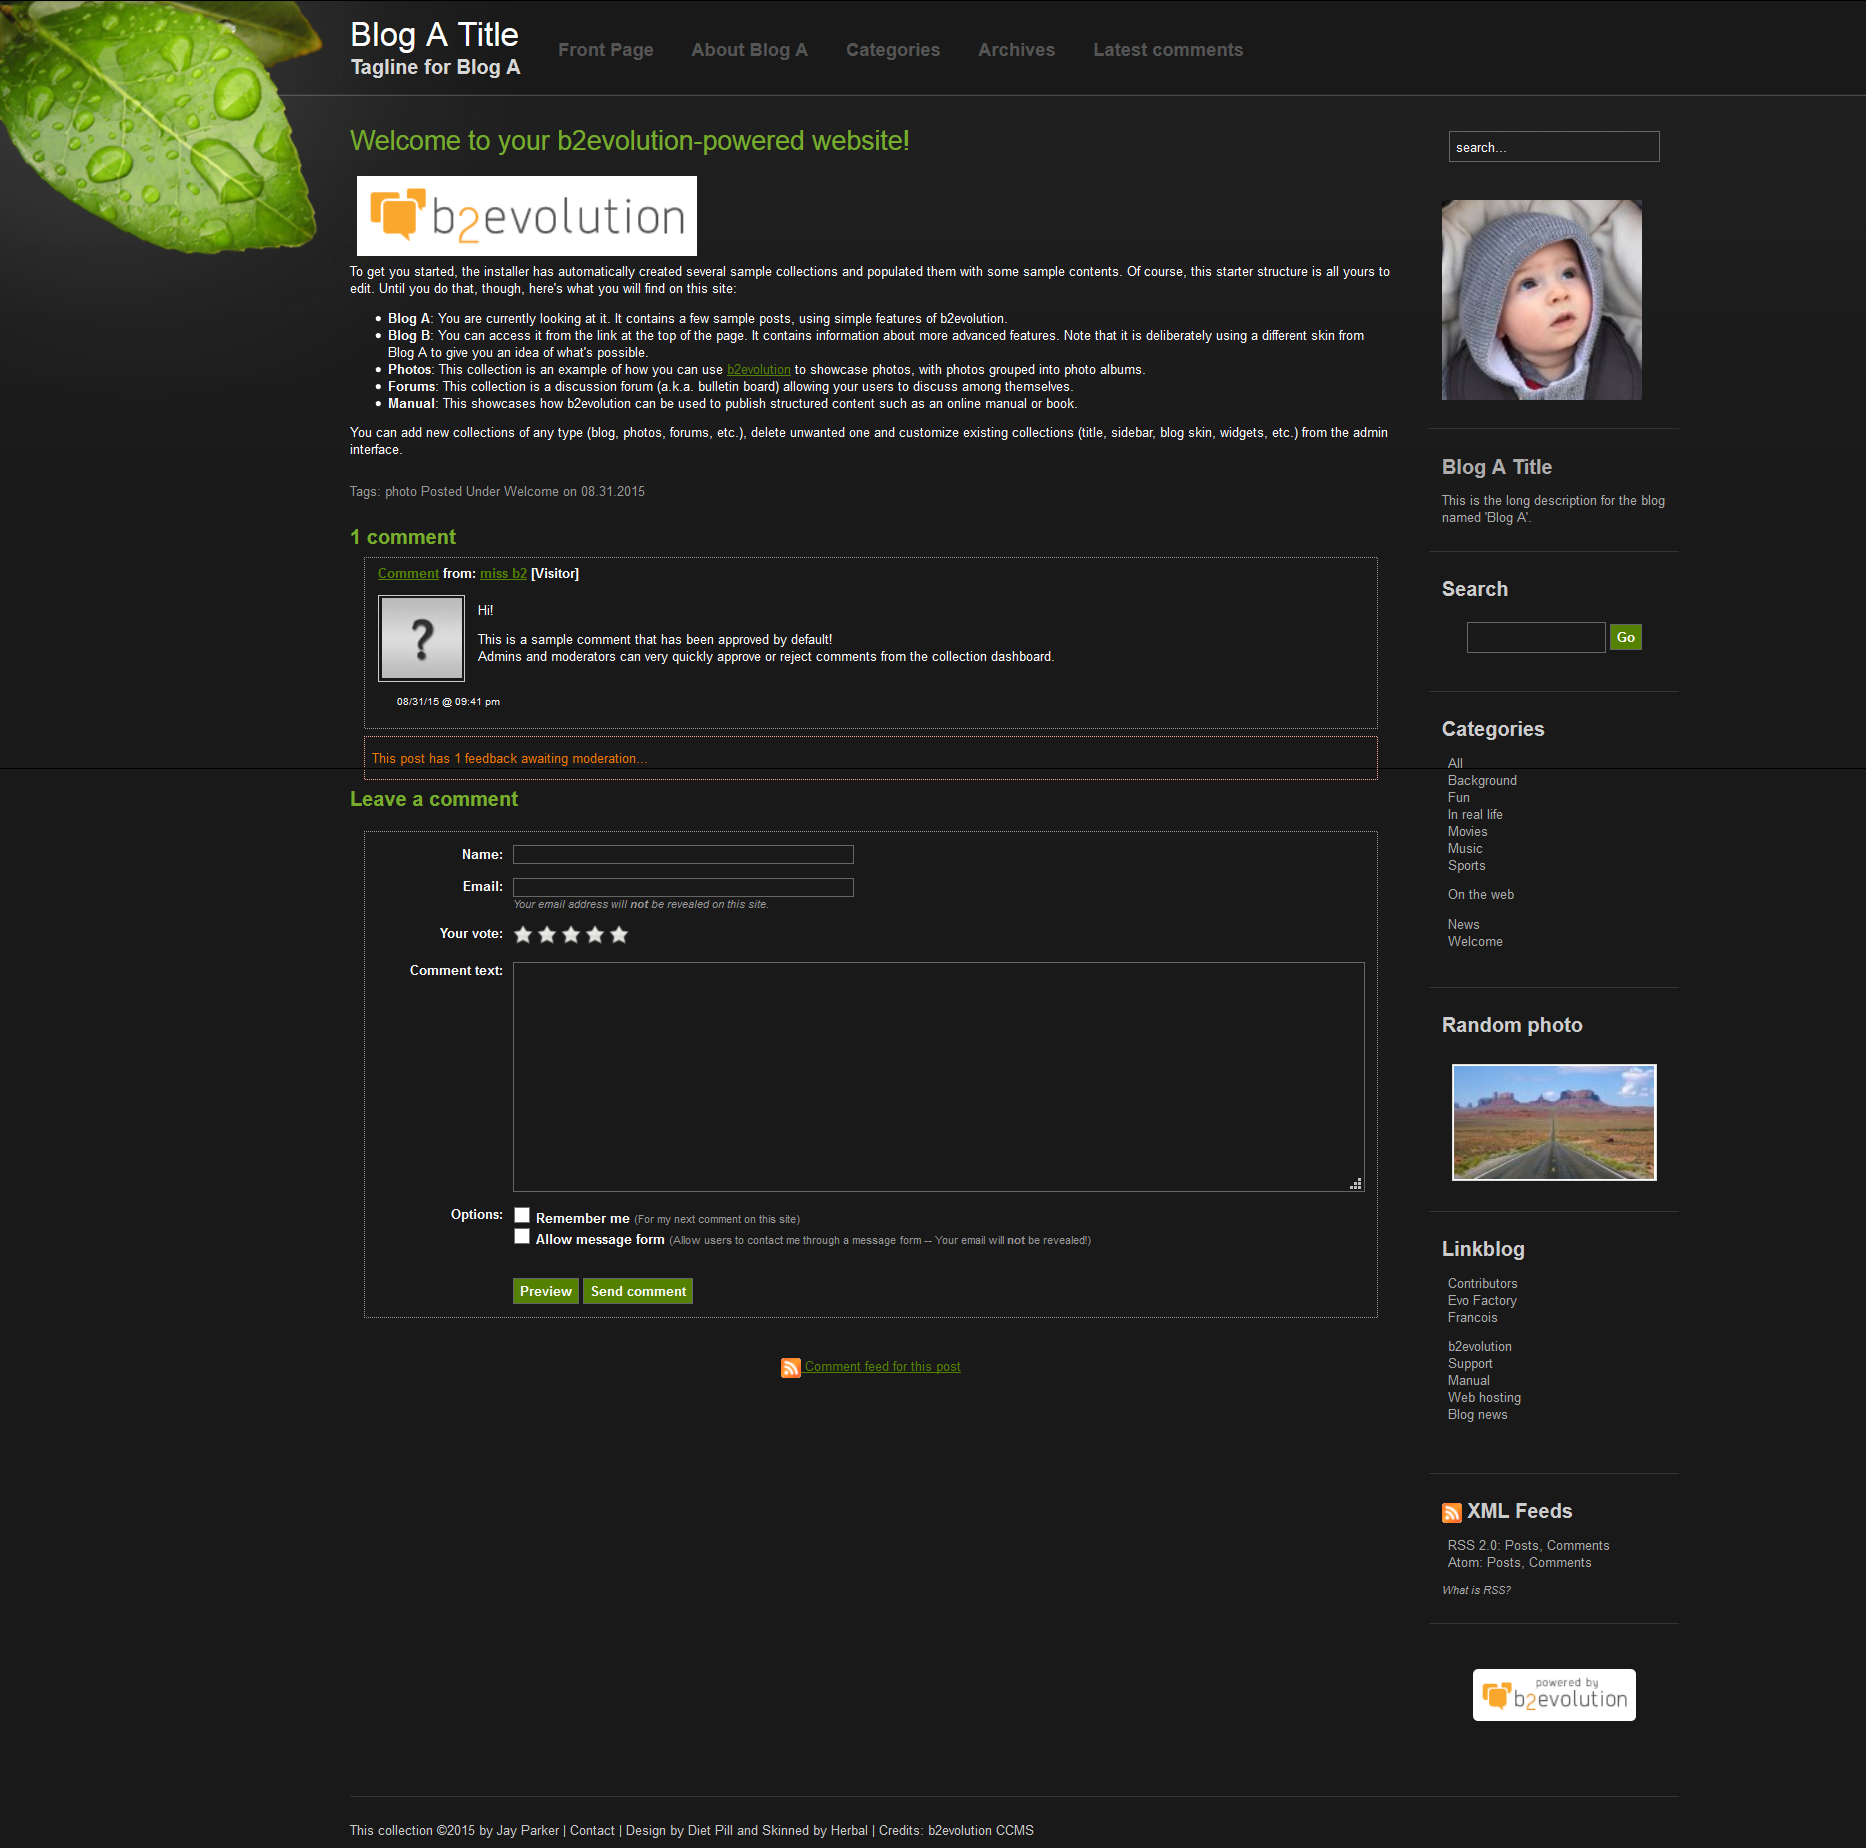 Blog A Title
Tagline for Blog A
Front Page About Blog A Categories Archives Latest comments
Welcome to your b2evolution-powered website!
b2evolution
To get you started, the installer has automatically created several sample collections and populated them with some sample contents. Of course, this starter structure is all yours to
edit. Until you do that, though, here's what you will find on this site:
• Blog A: You are currently looking at it. It contains a few sample posts, using simple features of b2evolution.
• Blog B: You can access it from the link at the top of the page. It contains information about more advanced features. Note that it is deliberately using a different skin from
Blog A to give you an idea of what's possible.
• Photos: This collection is an example of how you can use b2evolution to showcase photos, with photos grouped into photo albums.
• Forums: This collection is a discussion forum (a.k.a. bulletin board) allowing your users to discuss among themselves.
• Manual: This showcases how b2evolution can be used to publish structured content such as an online manual or book.
You can add new collections of any type (blog, photos, forums, etc.), delete unwanted one and customize existing collections (title, sidebar, blog skin, widgets, etc.) from the admin
interface.
Tags: photo Posted Under Welcome on 08.31.2015
1 comment
Comment from: miss b2 [Visitor]
?
Hi!
This is a sample comment that has been approved by default!
Admins and moderators can very quickly approve or reject comments from the collection dashboard.
08/31/15 @ 09:41 pm
This post has 1 feedback awaiting moderation...
Leave a comment
Name:
Email:
Your email address will not be revealed on this site.
Your vote:
Comment text:
Options:
Remember me (For my next comment on this site)
Allow message form (Allow users to contact me through a message form -- Your email will not be revealed!)
Preview Send comment
Comment feed for this post
search...
Blog A Title
This is the long description for the blog
named 'Blog A'.
Search
Go
Categories
All
Background
Fun
In real life
Movies
Music
Sports
On the web
News
Welcome
Random photo
Linkblog
Contributors
Evo Factory
Francois
b2evolution
Support
Manual
Web hosting
Blog news
XML Feeds
RSS 2.0: Posts, Comments
Atom: Posts, Comments
What is RSS?
powered by
b2evolution
This collection ©2015 by Jay Parker | Contact | Design by Diet Pill and Skinned by Herbal | Credits: b2evolution CCMS